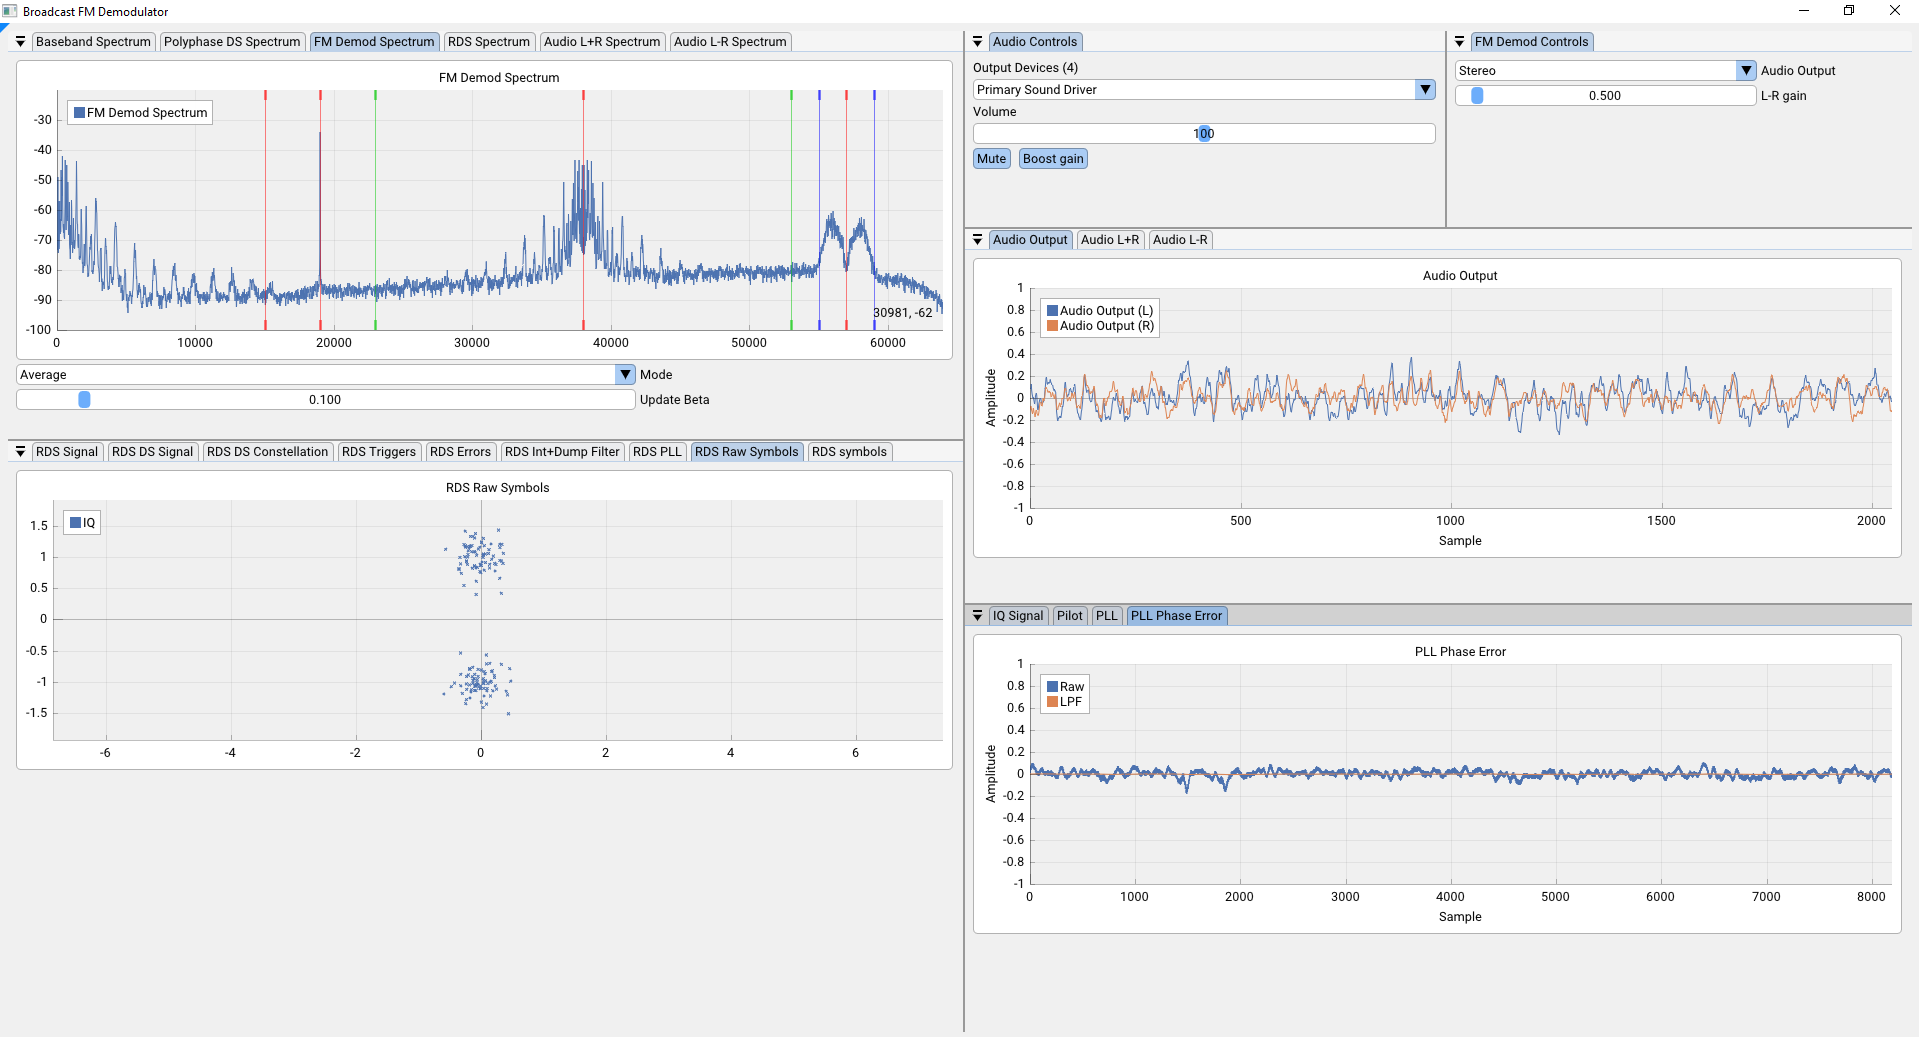 Broadcast FM Demodulator
Baseband Spectrum Polyphase DS Spectrum FM Demod Spectrum RDS Spectrum Audio L+R Spectrum Audio L-R Spectrum
FM Demod Spectrum
FM Demod Spectrum
-30
-40
-50
-60
-70
-80
-90
-100
30981, -62
0 10000 20000 30000 40000 50000 60000
Average Mode
0.100 Update Beta
RDS Signal RDS DS Signal RDS DS Constellation RDS Triggers RDS Errors RDS Int+Dump Filter RDS PLL RDS Raw Symbols RDS symbols
RDS Raw Symbols
IQ
1.5
1
0.5
0
-0.5
-1
-1.5
-6 -4 -2 0 2 4 6
Audio Controls
Output Devices (4)
Primary Sound Driver
Volume
100
Mute Boost gain
FM Demod Controls
Stereo Audio Output
0.500 L-R gain
Audio Output Audio L+R Audio L-R
Audio Output
Audio Output (L)
Audio Output (R)
Amplitude
1
0.8
0.6
0.4
0.2
0
-0.2
-0.4
-0.6
-0.8
-1
0 500 1000 1500 2000
Sample
IQ Signal Pilot PLL PLL Phase Error
PLL Phase Error
Raw
LPF
Amplitude
1
0.8
0.6
0.4
0.2
0
-0.2
-0.4
-0.6
-0.8
-1
0 1000 2000 3000 4000 5000 6000 7000 8000
Sample